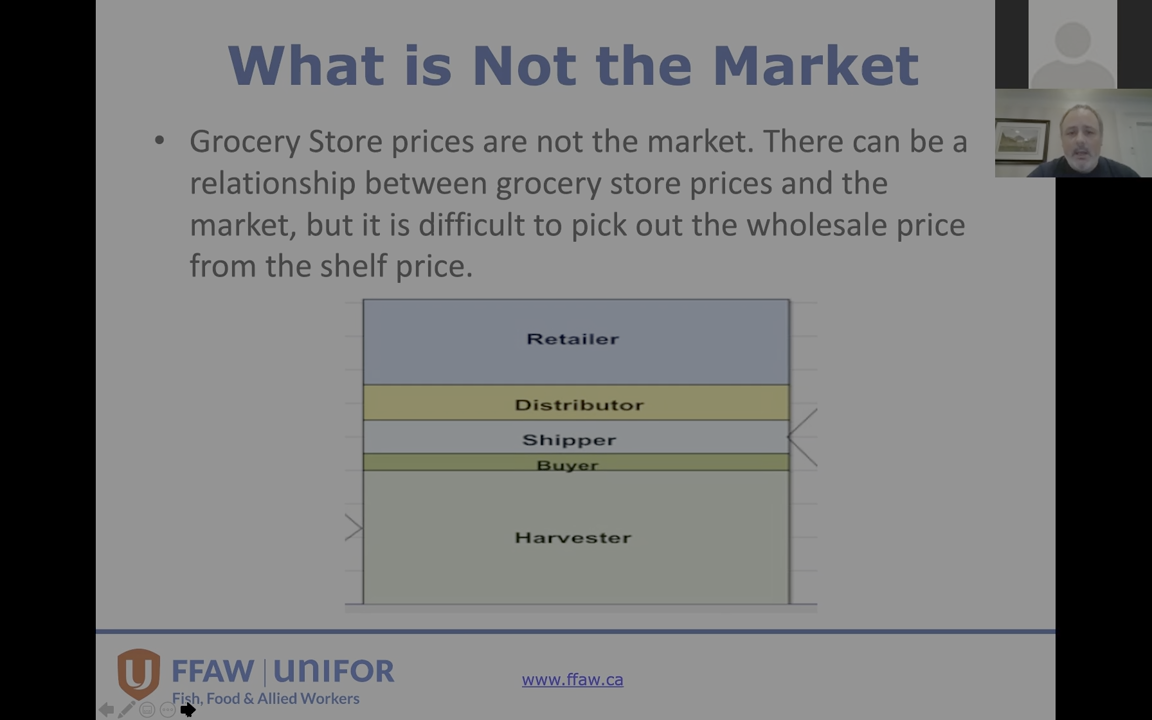 What is Not the Market
• Grocery Store prices are not the market. There can be a
relationship between grocery store prices and the
market, but it is difficult to pick out the wholesale price
from the shelf price.
Retailer
Distributor
Shipper
Buyer
Harvester
FFAW | UNIFOR
Fish, Food & Allied Workers
www.ffaw.ca